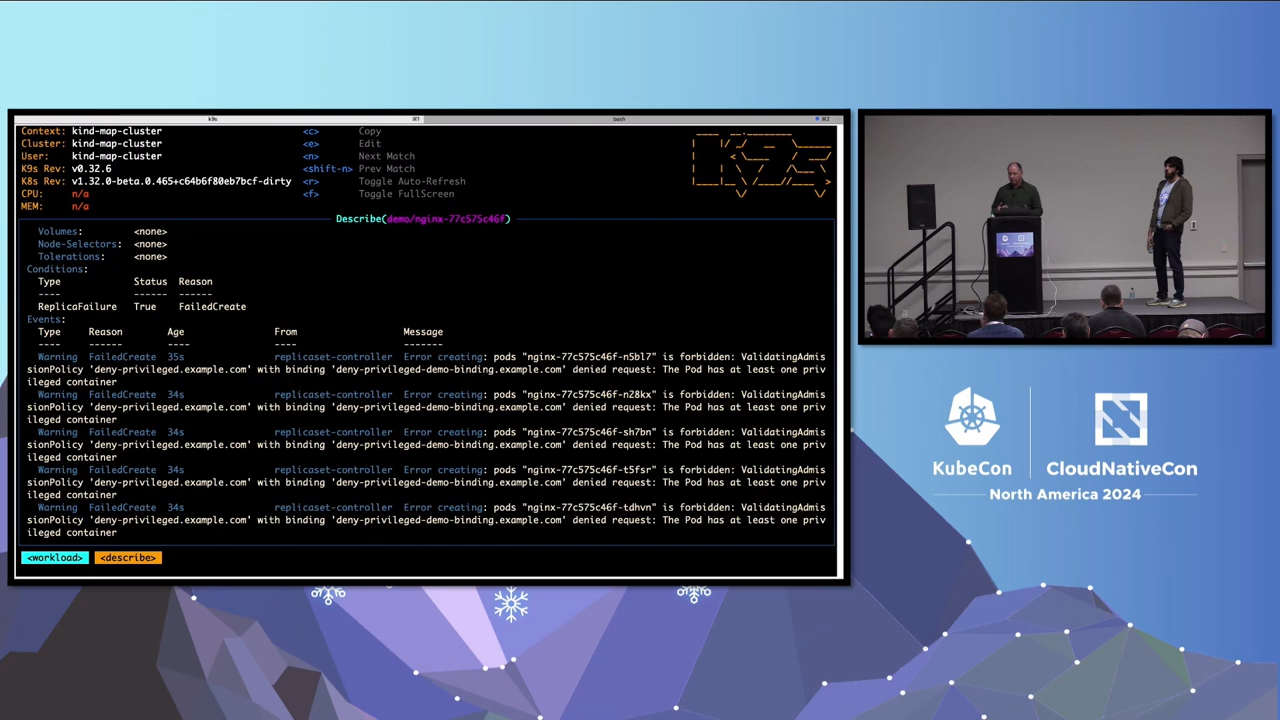 k9s ⌘1 bash ⌘2
Context: kind-map-cluster <c> Copy
Cluster: kind-map-cluster <e> Edit
User: kind-map-cluster <n> Next Match
K9s Rev: v0.32.6 <shift-n> Prev Match
K8s Rev: v1.32.0-beta.0.465+c64b6f80eb7bcf-dirty <r> Toggle Auto-Refresh
CPU: n/a <f> Toggle FullScreen
MEM: n/a
Describe(demo/nginx-77c575c46f)
Volumes: <none>
Node-Selectors: <none>
Tolerations: <none>
Conditions:
Type Status Reason
---- ------ ------
ReplicaFailure True FailedCreate
Events:
Type Reason Age From Message
---- ------ ---- ---- -------
Warning FailedCreate 35s replicaset-controller Error creating: pods "nginx-77c575c46f-n5bl7" is forbidden: ValidatingAdmis
sionPolicy 'deny-privileged.example.com' with binding 'deny-privileged-demo-binding.example.com' denied request: The Pod has at least one priv
ileged container
Warning FailedCreate 34s replicaset-controller Error creating: pods "nginx-77c575c46f-n28kx" is forbidden: ValidatingAdmis
sionPolicy 'deny-privileged.example.com' with binding 'deny-privileged-demo-binding.example.com' denied request: The Pod has at least one priv
ileged container
Warning FailedCreate 34s replicaset-controller Error creating: pods "nginx-77c575c46f-sh7bn" is forbidden: ValidatingAdmis
sionPolicy 'deny-privileged.example.com' with binding 'deny-privileged-demo-binding.example.com' denied request: The Pod has at least one priv
ileged container
Warning FailedCreate 34s replicaset-controller Error creating: pods "nginx-77c575c46f-t5fsr" is forbidden: ValidatingAdmis
sionPolicy 'deny-privileged.example.com' with binding 'deny-privileged-demo-binding.example.com' denied request: The Pod has at least one priv
ileged container
Warning FailedCreate 34s replicaset-controller Error creating: pods "nginx-77c575c46f-tdhvn" is forbidden: ValidatingAdmis
sionPolicy 'deny-privileged.example.com' with binding 'deny-privileged-demo-binding.example.com' denied request: The Pod has at least one priv
ileged container
<workload> <describe>
KubeCon CloudNativeCon
North America 2024